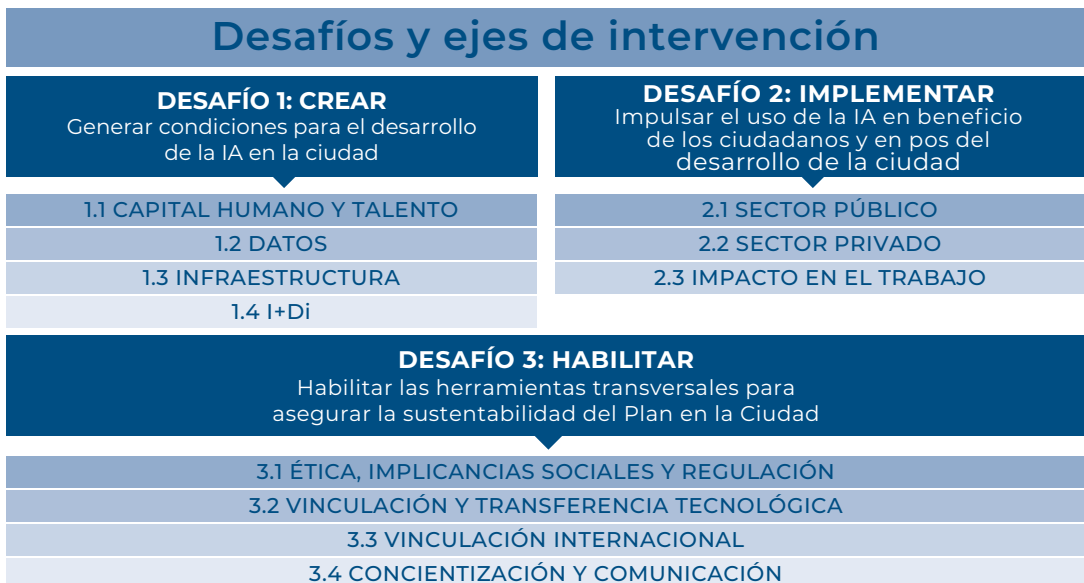 Desafíos y ejes de intervención
DESAFÍO 1: CREAR
Generar condiciones para el desarrollo
de la IA en la ciudad
1.1 CAPITAL HUMANO Y TALENTO
1.2 DATOS
1.3 INFRAESTRUCTURA
1.4 I+Di
DESAFÍO 2: IMPLEMENTAR
Impulsar el uso de la IA en beneficio
de los ciudadanos y en pos del
desarrollo de la ciudad
2.1 SECTOR PÚBLICO
2.2 SECTOR PRIVADO
2.3 IMPACTO EN EL TRABAJO
DESAFÍO 3: HABILITAR
Habilitar las herramientas transversales para
asegurar la sustentabilidad del Plan en la Ciudad
3.1 ÉTICA, IMPLICANCIAS SOCIALES Y REGULACIÓN
3.2 VINCULACIÓN Y TRANSFERENCIA TECNOLÓGICA
3.3 VINCULACIÓN INTERNACIONAL
3.4 CONCIENTIZACIÓN Y COMUNICACIÓN